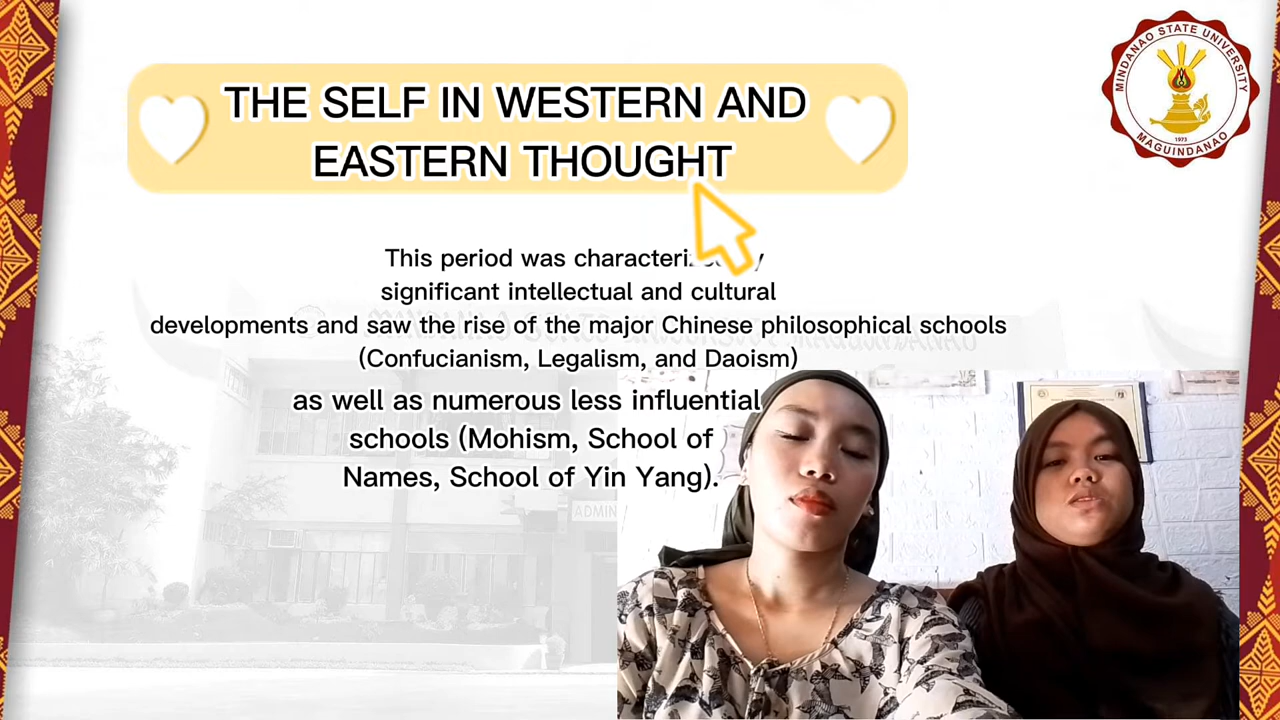 THE SELF IN WESTERN AND
EASTERN THOUGHT
MINDANAO STATE UNIVERSITY
1973
MAGUINDANAO
This period was
significant intellectual and cultural
developments and saw the rise of the major Chinese philosophical schools
(Confucianism, Legalism, and Daoism)
as well as numerous less influential
schools (Mohism, School of
Names, School of Yin Yang).
ADMIN